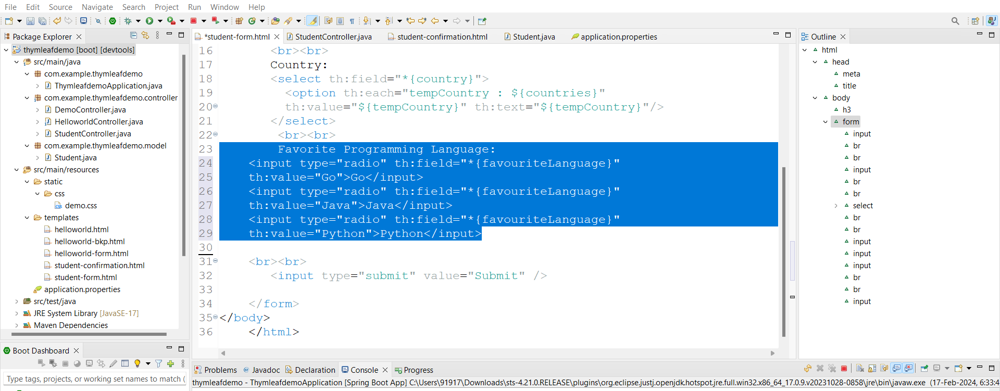 File Edit Source Navigate Search Project Run Window Help
Package Explorer
thymleafdemo [boot] [devtools]
src/main/java
com.example.thymleafdemo
ThymleafdemoApplication.java
com.example.thymleafdemo.controller
DemoController.java
HelloworldController.java
StudentController.java
com.example.thymleafdemo.model
Student.java
src/main/resources
static
css
demo.css
templates
helloworld.html
helloworld-bkp.html
helloworld-form.html
student-confirmation.html
student-form.html
application.properties
src/test/java
JRE System Library [JavaSE-17]
Maven Dependencies
Boot Dashboard
Type tags, projects, or working set names to match (
*student-form.html StudentController.java student-confirmation.html Student.java application.properties
16 <br><br>
17 Country:
18 <select th:field="*{country}">
19 <option th:each="tempCountry : ${countries}"
20 th:value="${tempCountry}" th:text="${tempCountry}"/>
21 </select>
22 <br><br>
23 Favorite Programming Language:
24 <input type="radio" th:field="*{favouriteLanguage}"
25 th:value="Go">Go</input>
26 <input type="radio" th:field="*{favouriteLanguage}"
27 th:value="Java">Java</input>
28 <input type="radio" th:field="*{favouriteLanguage}"
29 th:value="Python">Python</input>
30
31 <br><br>
32 <input type="submit" value="Submit" />
33
34 </form>
35 </body>
36 </html>
Outline
html
head
meta
title
body
h3
form
input
br
br
input
br
br
select
br
br
input
input
input
br
br
input
Problems @ Javadoc Declaration Console Progress
thymleafdemo - ThymleafdemoApplication [Spring Boot App] C:\Users\91917\Downloads\sts-4.21.0.RELEASE\plugins\org.eclipse.justj.openjdk.hotspot.jre.full.win32.x86_64_17.0.9.v20231028-0858\jre\bin\javaw.exe (17-Feb-2024, 6:33:4